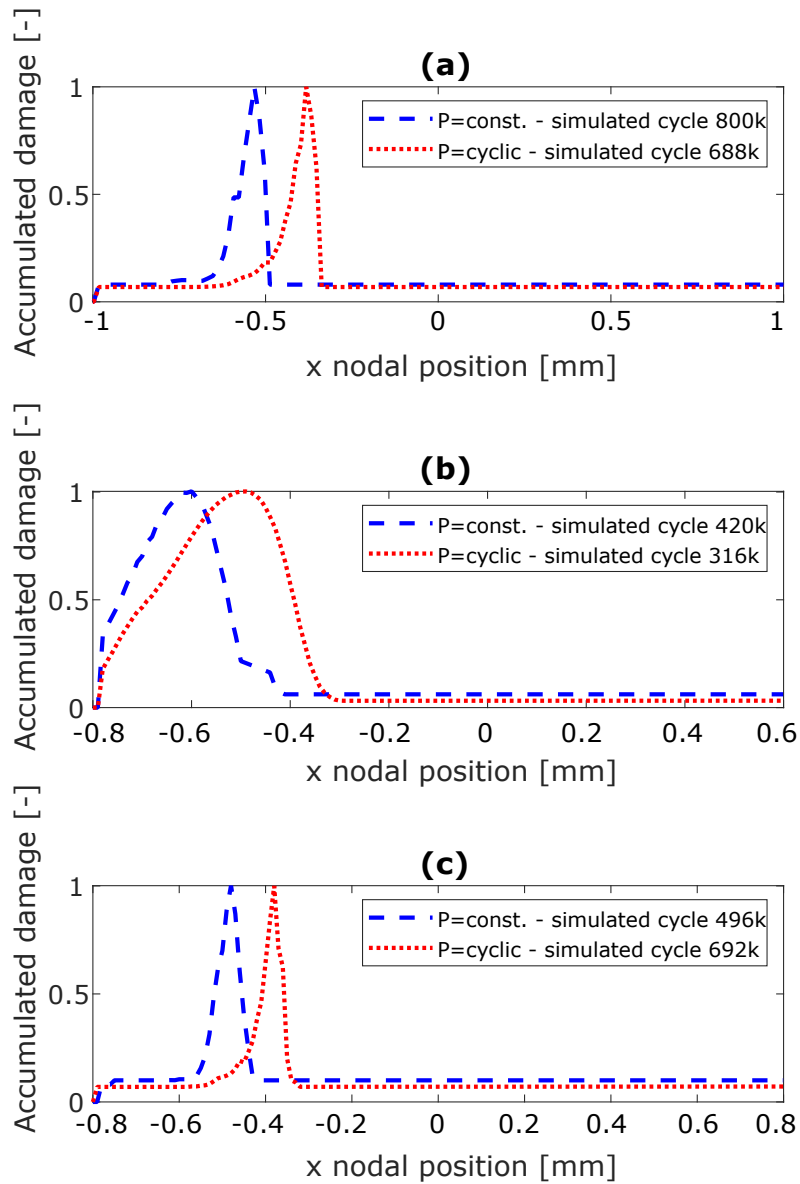 (a)
Accumulated damage [-]
1
0.5
0
P=const. - simulated cycle 800k
P=cyclic - simulated cycle 688k
-1 -0.5 0 0.5 1
x nodal position [mm]
(b)
Accumulated damage [-]
1
0.5
0
P=const. - simulated cycle 420k
P=cyclic - simulated cycle 316k
-0.8 -0.6 -0.4 -0.2 0 0.2 0.4 0.6
x nodal position [mm]
(c)
Accumulated damage [-]
1
0.5
0
P=const. - simulated cycle 496k
P=cyclic - simulated cycle 692k
-0.8 -0.6 -0.4 -0.2 0 0.2 0.4 0.6 0.8
x nodal position [mm]